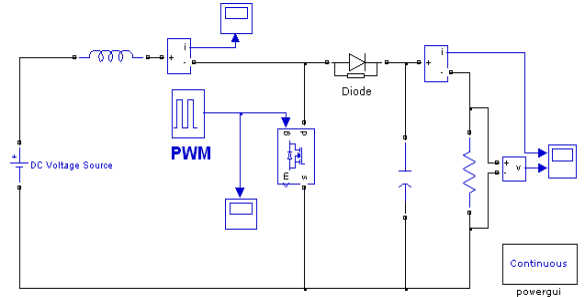 i
+
-
i
+
-
Diode
PWM
g
d
m
s
+
DC Voltage Source
+
-
v
Continuous
powergui